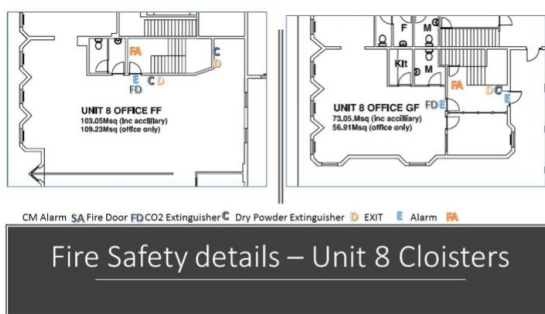 FA
C
D
E
C D
FD
UNIT 8 OFFICE FF
103.05Msq (inc accilliary)
109.23Msq (office only)
F
M
Kit
M
FA
D C
E
FD E
UNIT 8 OFFICE GF
73.05.Msq (inc accilliary)
56.91Msq (office only)
CM Alarm SA Fire Door FD CO2 Extinguisher C Dry Powder Extinguisher D EXIT E Alarm FA
Fire Safety details – Unit 8 Cloisters